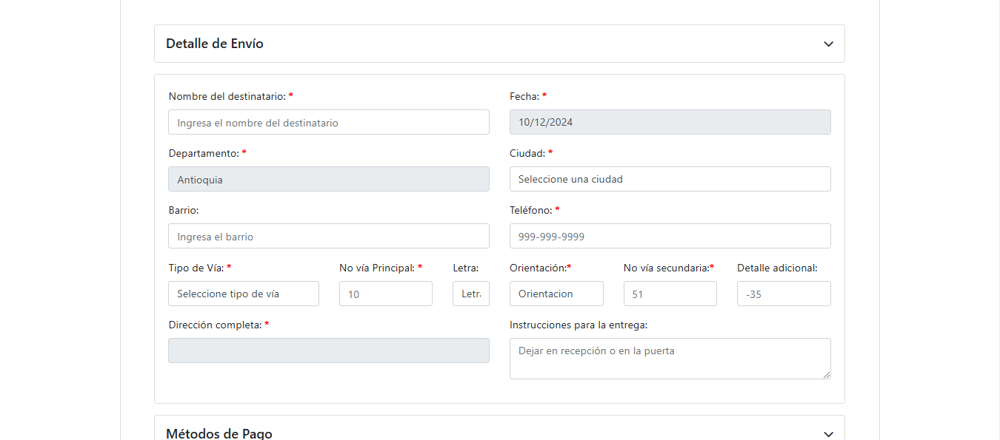 Detalle de Envío
Nombre del destinatario: * Fecha: *
Ingresa el nombre del destinatario 10/12/2024
Departamento: * Ciudad: *
Antioquia Seleccione una ciudad
Barrio: Teléfono: *
Ingresa el barrio 999-999-9999
Tipo de Vía: * No vía Principal: * Letra: Orientación:* No vía secundaria:* Detalle adicional:
Seleccione tipo de vía 10 Letr Orientacion 51 -35
Dirección completa: * Instrucciones para la entrega:
Dejar en recepción o en la puerta
Métodos de Pago